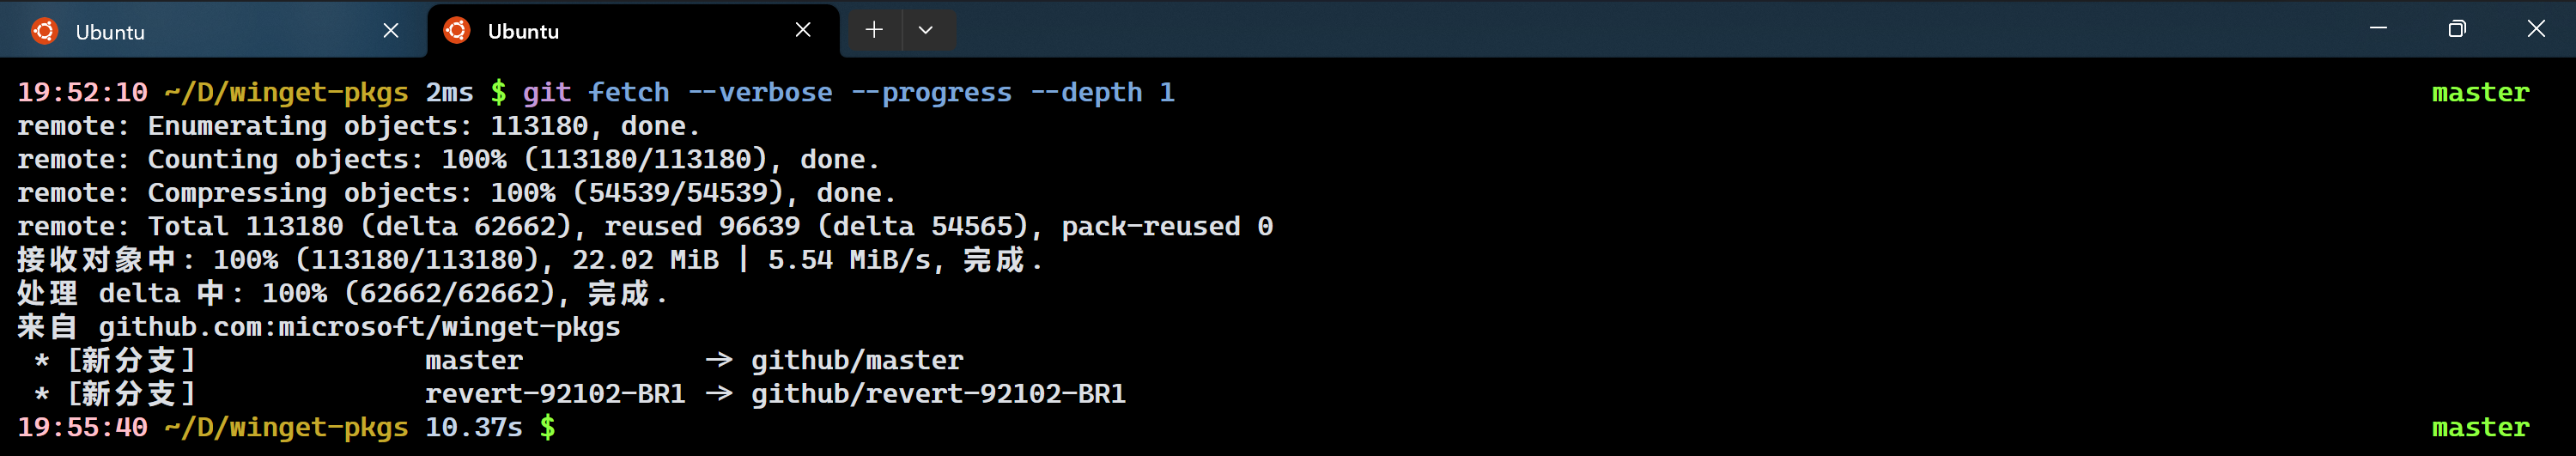 Ubuntu
Ubuntu
19:52:10 ~/D/winget-pkgs 2ms $ git fetch --verbose --progress --depth 1 master
remote: Enumerating objects: 113180, done.
remote: Counting objects: 100% (113180/113180), done.
remote: Compressing objects: 100% (54539/54539), done.
remote: Total 113180 (delta 62662), reused 96639 (delta 54565), pack-reused 0
接收对象中: 100% (113180/113180), 22.02 MiB | 5.54 MiB/s, 完成.
处理 delta 中: 100% (62662/62662), 完成.
来自 github.com:microsoft/winget-pkgs
 * [新分支]              master           -> github/master
 * [新分支]              revert-92102-BR1 -> github/revert-92102-BR1
19:55:40 ~/D/winget-pkgs 10.37s $ master